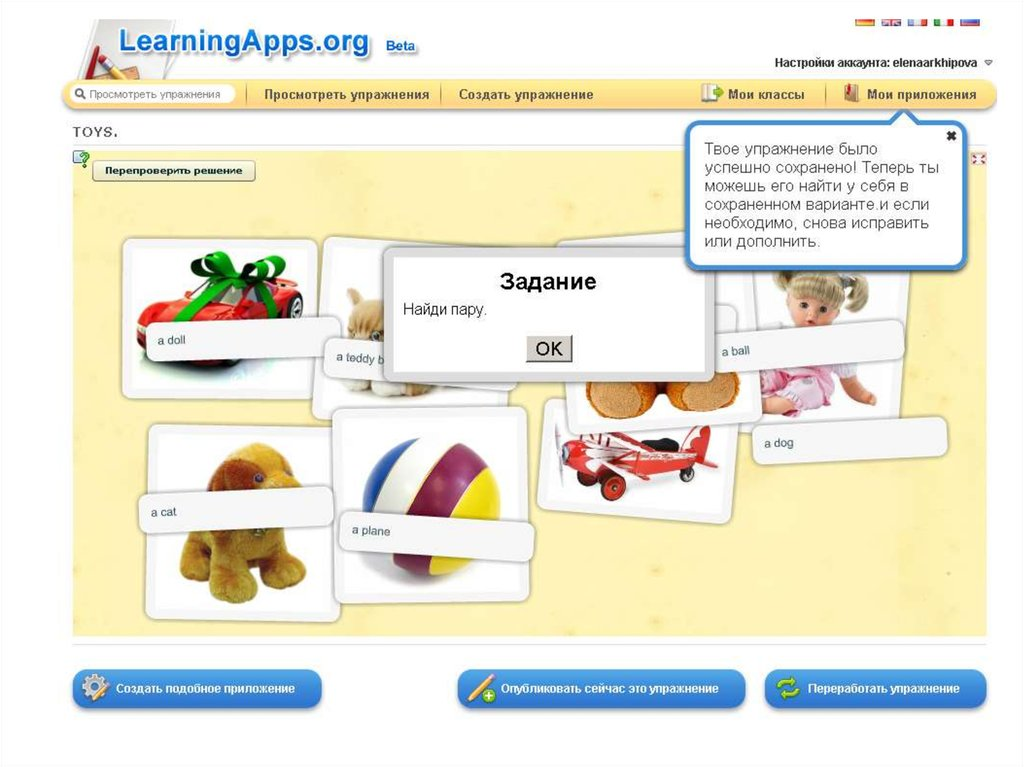 LearningApps.org Beta
Настройки аккаунта: elenaarkhipova
Просмотреть упражнения
Просмотреть упражнения
Создать упражнение
Мои классы
Мои приложения
TOYS.
Перепроверить решение
Твое упражнение было
успешно сохранено! Теперь ты
можешь его найти у себя в
сохраненном варианте.и если
необходимо, снова исправить
или дополнить.
Задание
Найди пару.
OK
a doll
a teddy b
a ball
a dog
a cat
a plane
Создать подобное приложение
Опубликовать сейчас это упражнение
Переработать упражнение